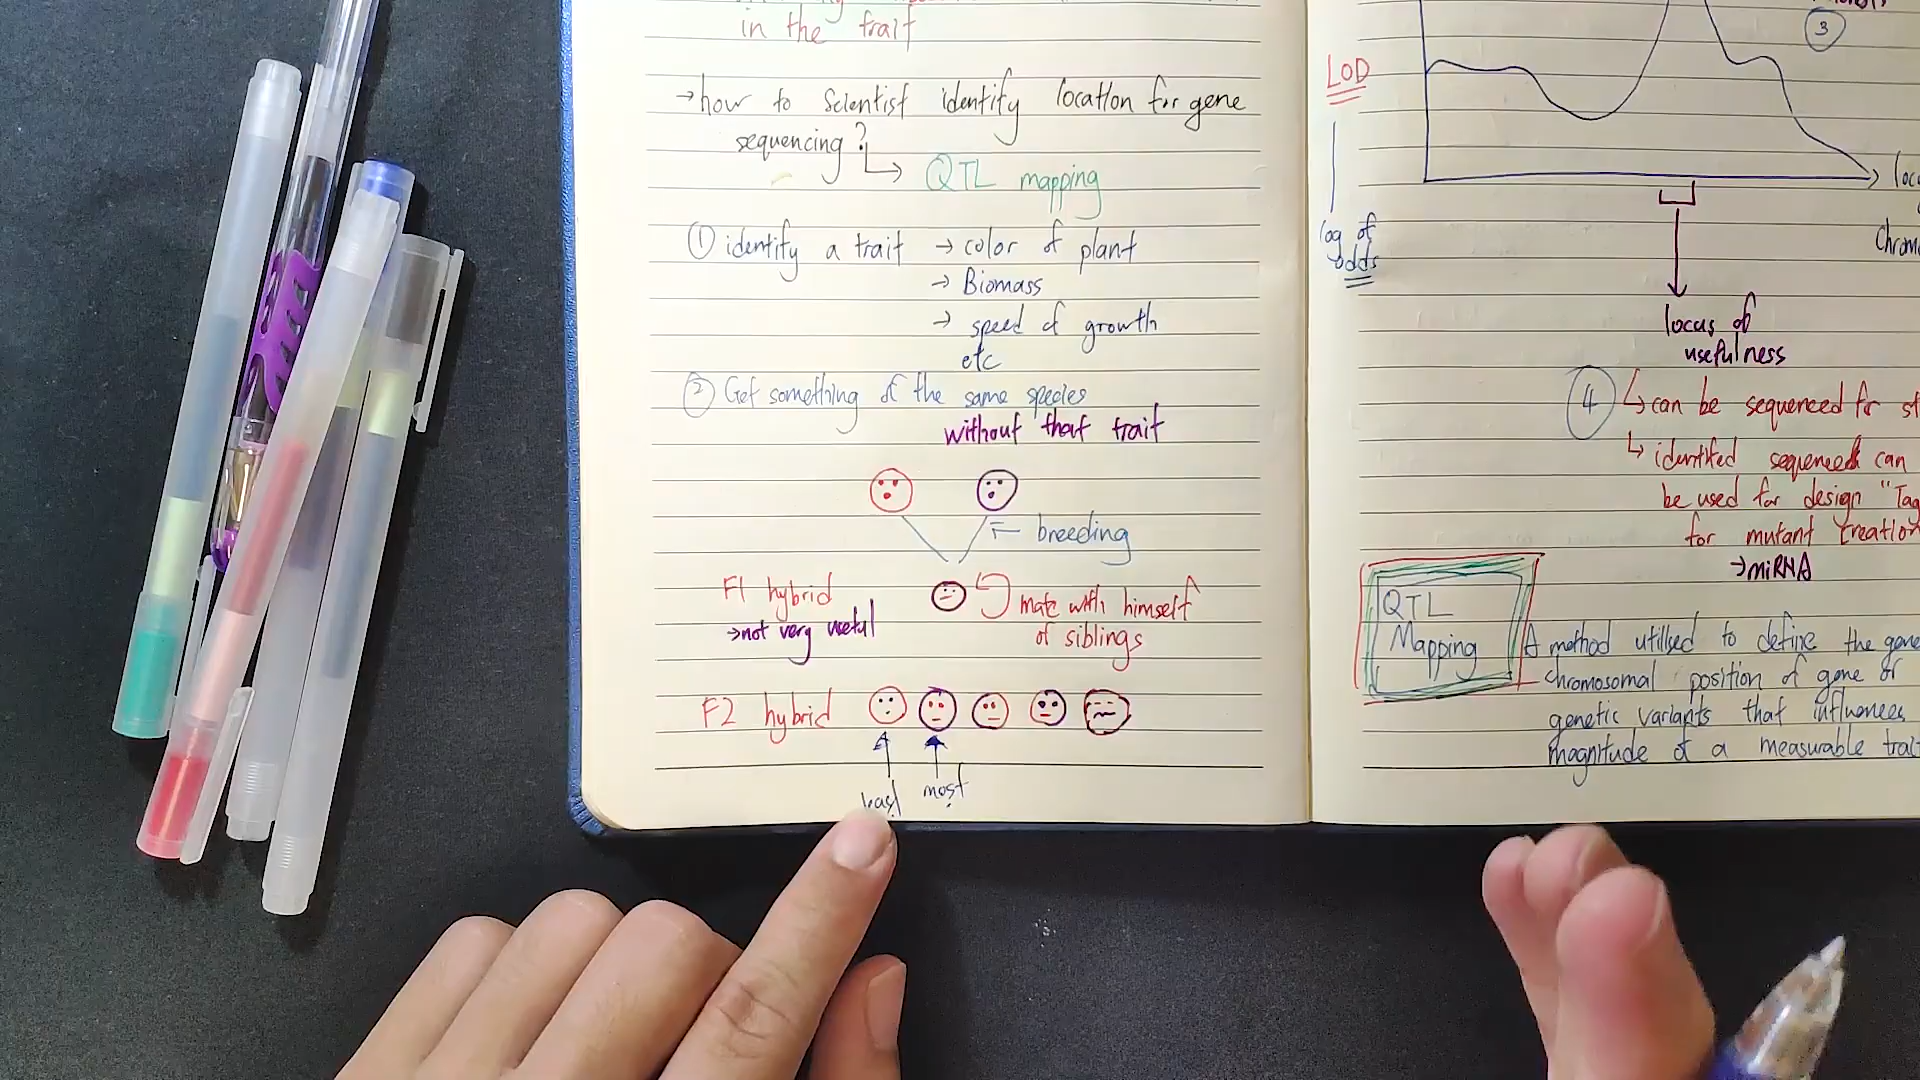 in the trait
→ how to scientist identify location for gene
sequencing?
↳ QTL mapping
① identify a trait → color of plant
→ Biomass
→ speed of growth
etc
② Get something of the same species
without that trait
← breeding
F1 hybrid
→ not very useful
mate with himself
of siblings
F2 hybrid
least most
③
LOD
log of
odds
locus of
usefulness
④ ↳ can be sequenced for
↳ identified sequenced can
be used for design "Tag
for mutant creation
→ miRNA
QTL
Mapping
A method utilised to define the
chromosomal position of gene or
genetic variants that influences
magnitude of a measurable